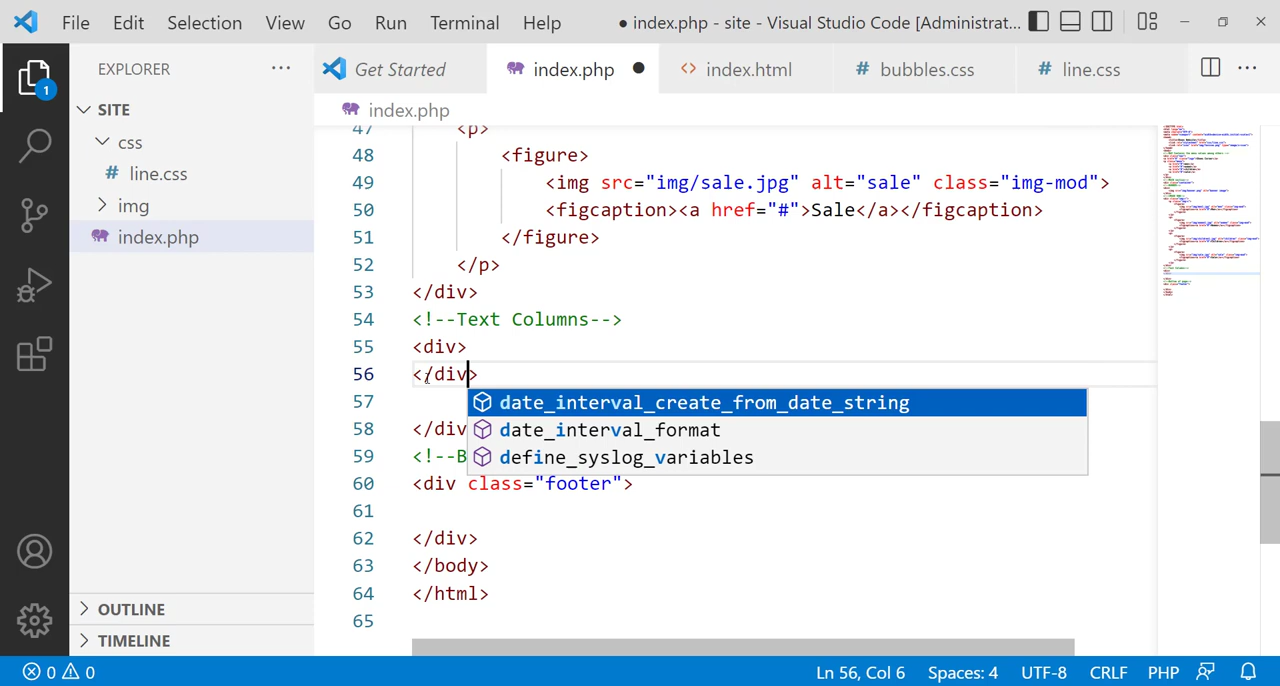 File Edit Selection View Go Run Terminal Help ● index.php - site - Visual Studio Code [Administrat...
EXPLORER ...
Get Started index.php ● index.html # bubbles.css # line.css ...
SITE
index.php
css
# line.css
img
index.php
47 <p>
48 <figure>
49 <img src="img/sale.jpg" alt="sale" class="img-mod">
50 <figcaption><a href="#">Sale</a></figcaption>
51 </figure>
52 </p>
53 </div>
54 <!--Text Columns-->
55 <div>
56 </div>
57
58 </div
59 <!--B
60 <div class="footer">
61
62 </div>
63 </body>
64 </html>
65
date_interval_create_from_date_string
date_interval_format
define_syslog_variables
1
OUTLINE
TIMELINE
0 0 Ln 56, Col 6 Spaces: 4 UTF-8 CRLF PHP